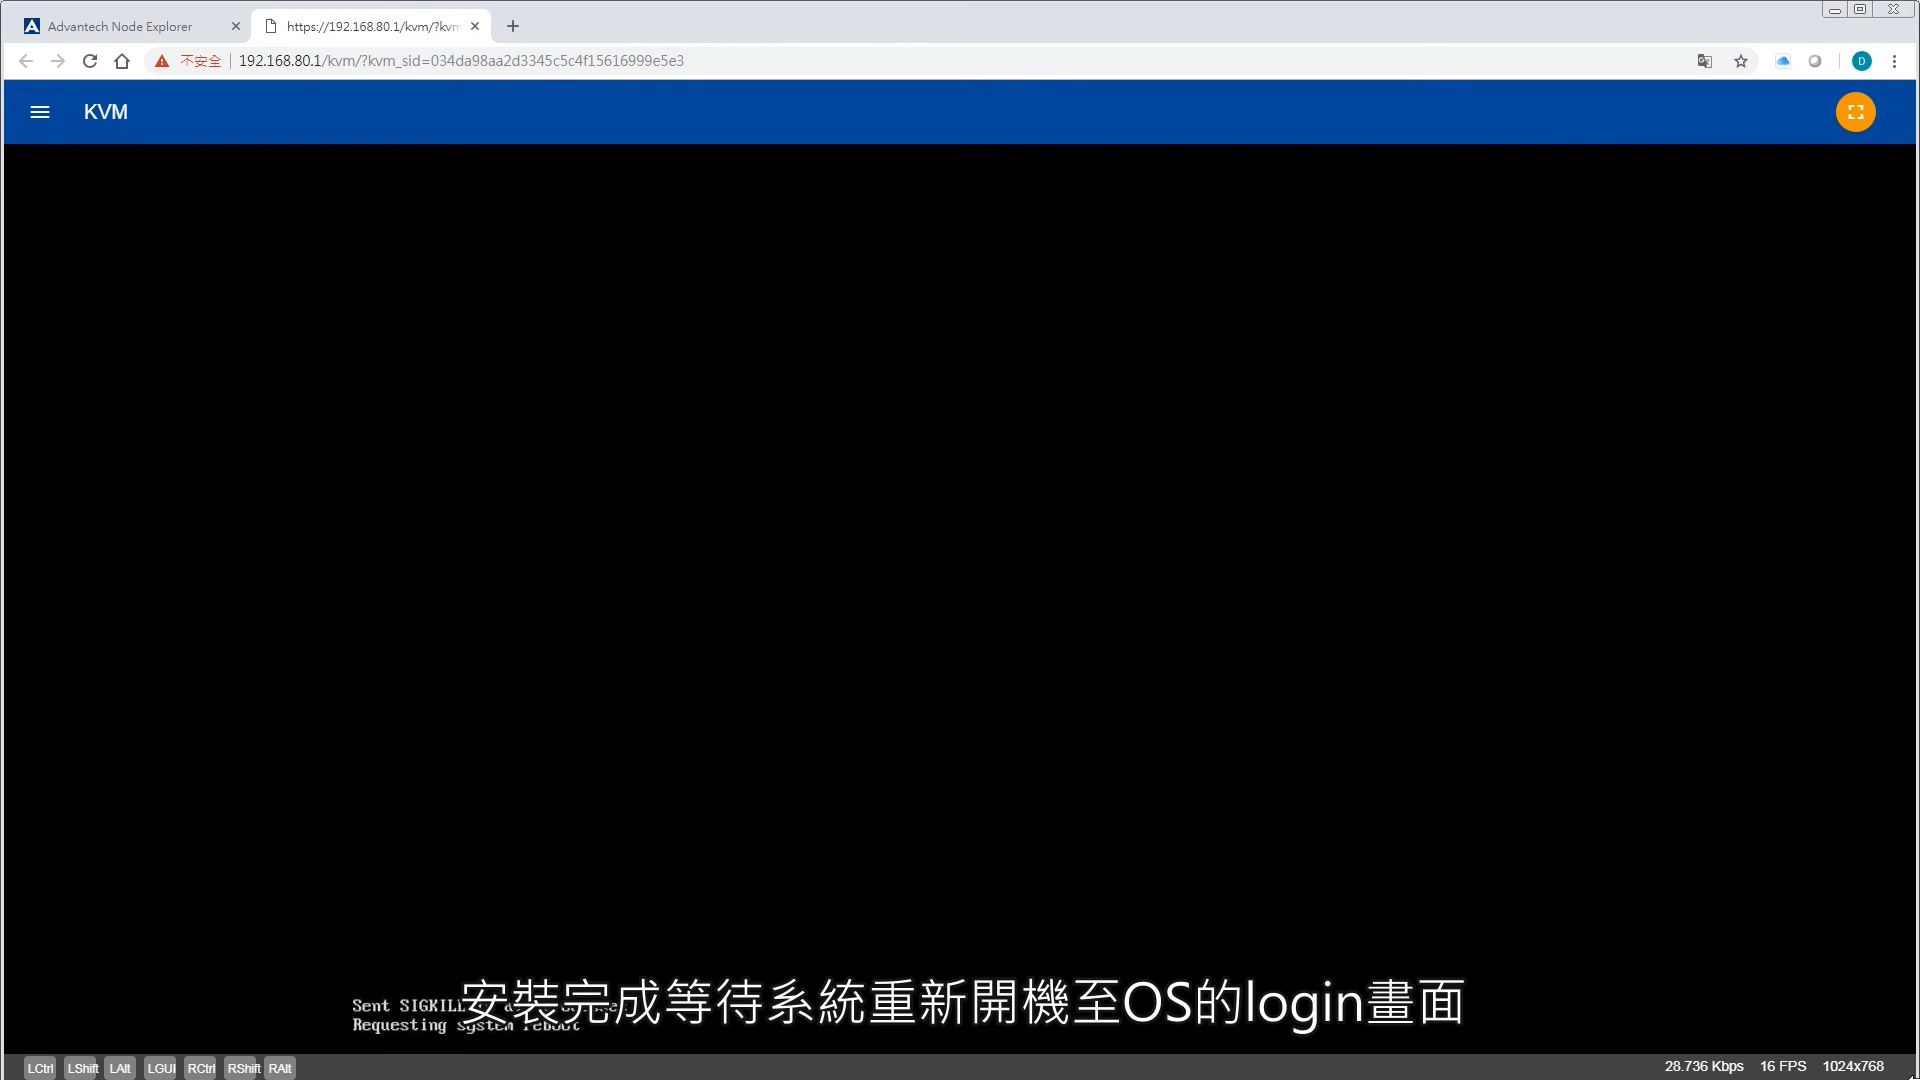 Advantech Node Explorer
https://192.168.80.1/kvm/?kvm
不安全
192.168.80.1/kvm/?kvm_sid=034da98aa2d3345c5c4f15616999e5e3
D
KVM
Sent SIGKILL
安裝完成等待系統重新開機至OS的login畫面
Requesting system reboot
LCtrl LShift LAlt LGUI RCtrl RShift RAlt
28.736 Kbps 16 FPS 1024x768